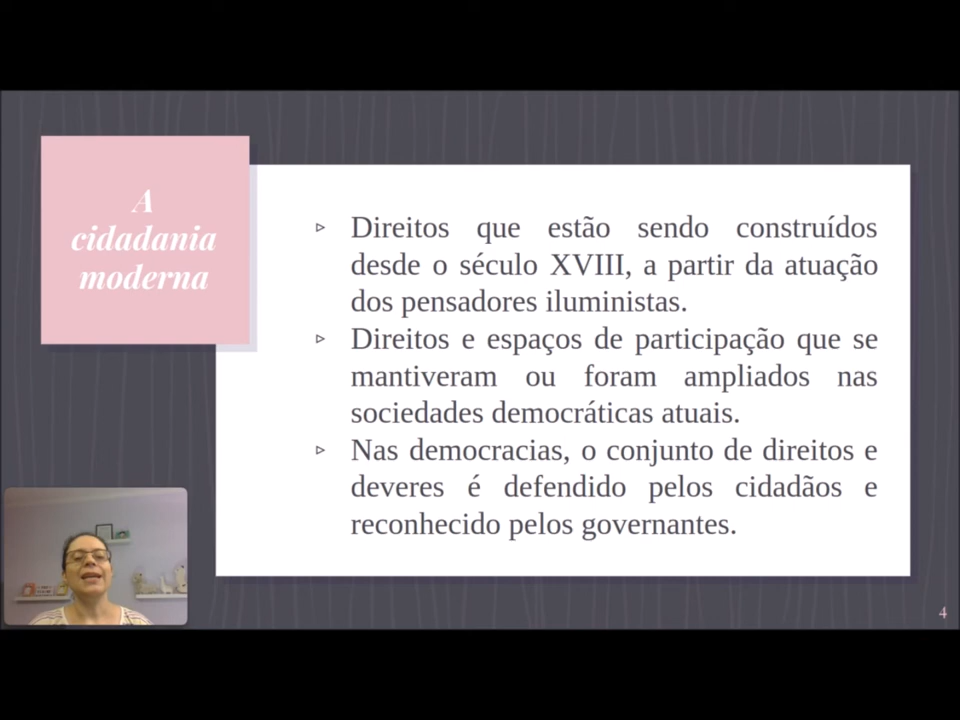 A
cidadania
moderna
▹ Direitos que estão sendo construídos
desde o século XVIII, a partir da atuação
dos pensadores iluministas.
▹ Direitos e espaços de participação que se
mantiveram ou foram ampliados nas
sociedades democráticas atuais.
▹ Nas democracias, o conjunto de direitos e
deveres é defendido pelos cidadãos e
reconhecido pelos governantes.
4